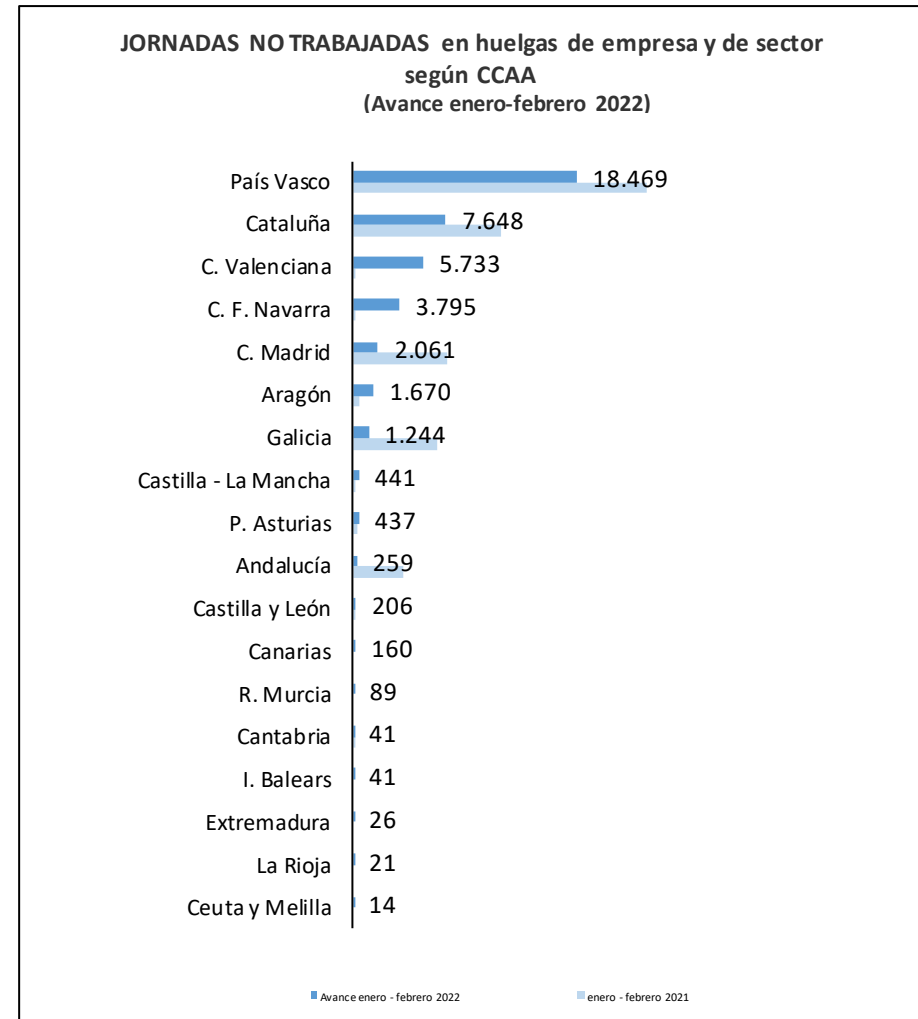 JORNADAS NO TRABAJADAS en huelgas de empresa y de sector
según CCAA
(Avance enero-febrero 2022)
País Vasco 18.469
Cataluña 7.648
C. Valenciana 5.733
C. F. Navarra 3.795
C. Madrid 2.061
Aragón 1.670
Galicia 1.244
Castilla - La Mancha 441
P. Asturias 437
Andalucía 259
Castilla y León 206
Canarias 160
R. Murcia 89
Cantabria 41
I. Balears 41
Extremadura 26
La Rioja 21
Ceuta y Melilla 14
Avance enero - febrero 2022 enero - febrero 2021